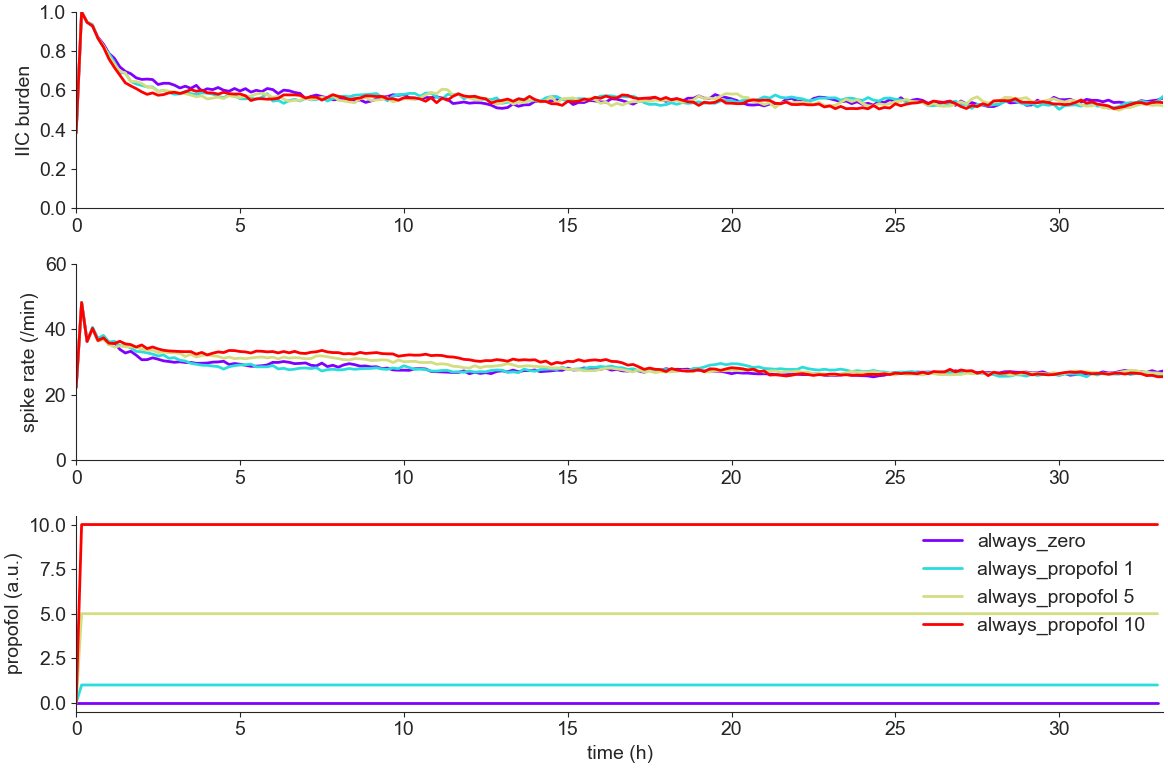 1.0
0.8
0.6
0.4
0.2
0.0
IIC burden
0 5 10 15 20 25 30
60
40
20
0
spike rate (/min)
0 5 10 15 20 25 30
10.0
7.5
5.0
2.5
0.0
propofol (a.u.)
always_zero
always_propofol 1
always_propofol 5
always_propofol 10
0 5 10 15 20 25 30
time (h)